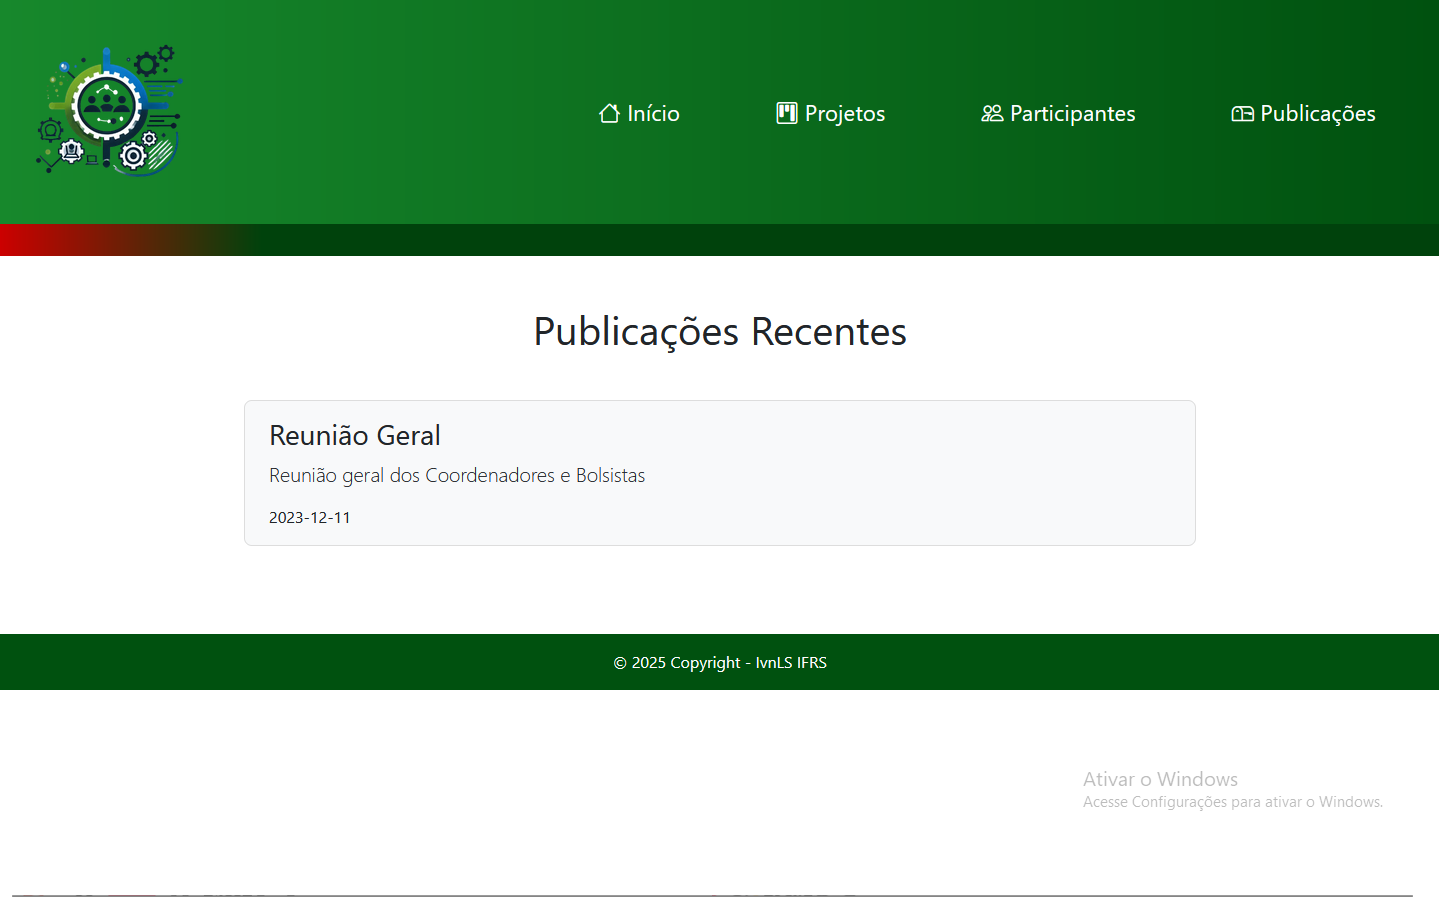 Início
Projetos
Participantes
Publicações
Publicações Recentes
Reunião Geral
Reunião geral dos Coordenadores e Bolsistas
2023-12-11
© 2025 Copyright - IvnLS IFRS
Ativar o Windows
Acesse Configurações para ativar o Windows.